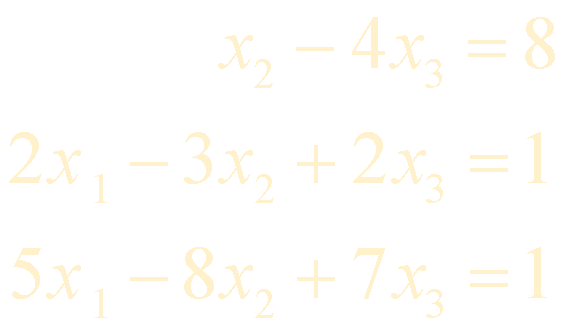 x₂ − 4x₃ = 8
2x₁ − 3x₂ + 2x₃ = 1
5x₁ − 8x₂ + 7x₃ = 1